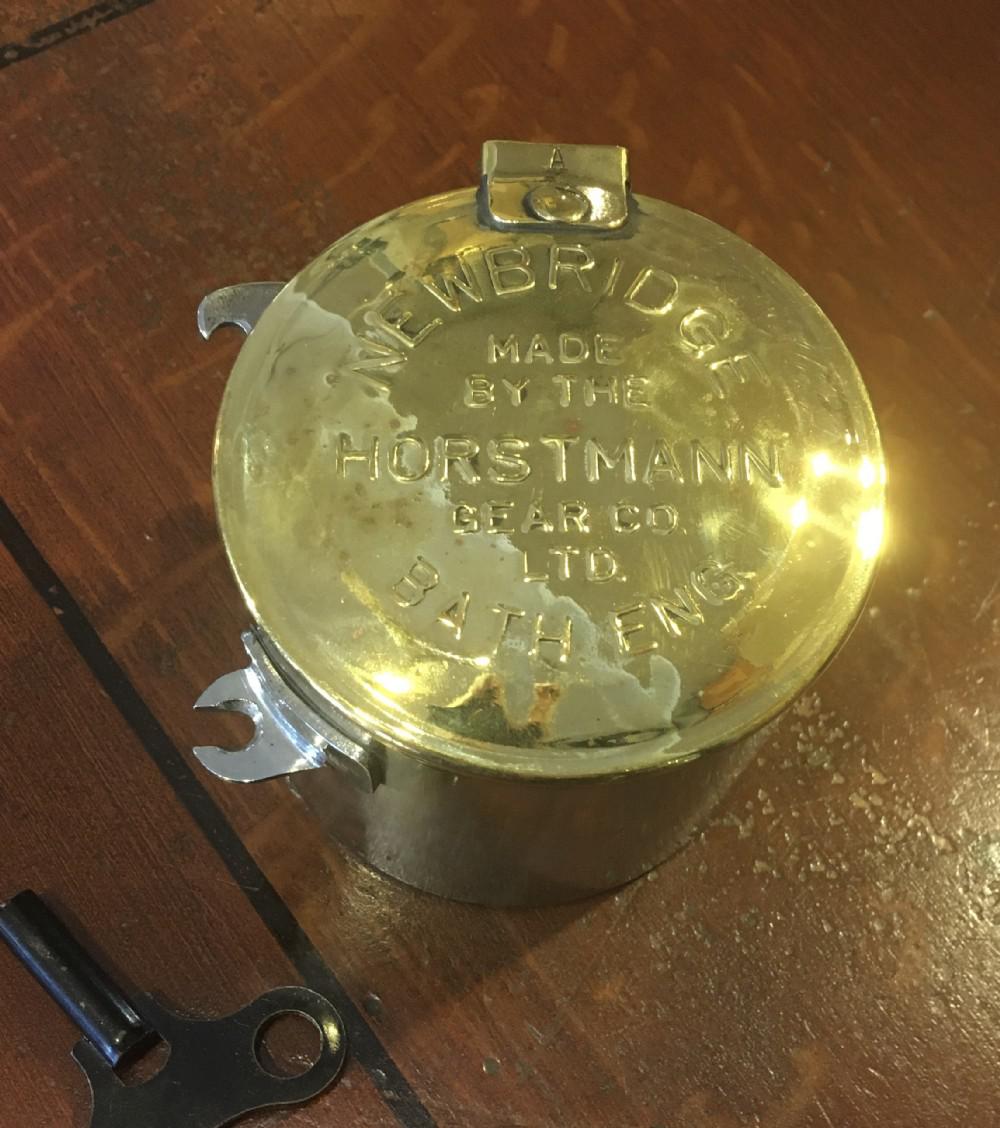 A
NEWBRIDGE
MADE
BY THE
HORSTMANN
GEAR CO.
LTD.
BATH ENG